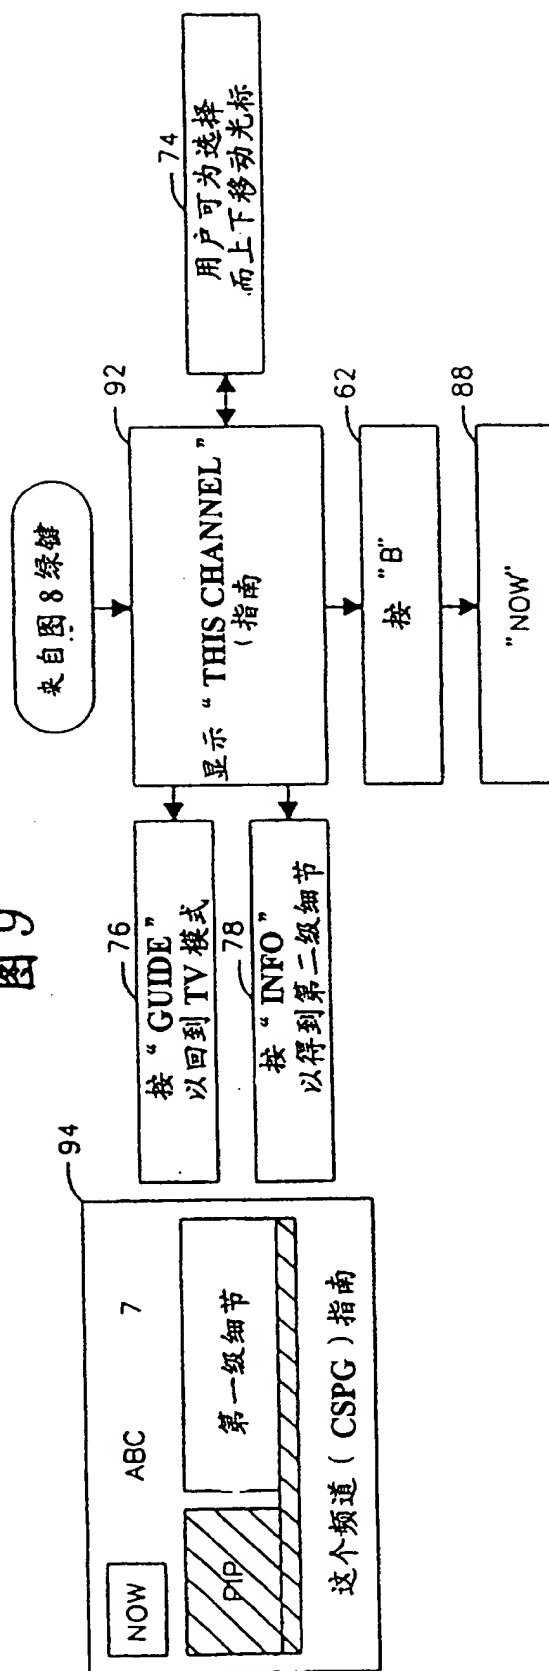 图9
来自图8绿键
92
显示“THIS CHANNEL”
指南
74
用户可为选择
而上下移动光标
76
按“GUIDE”
以回到TV模式
78
按“INFO”
以得到第二级细节
62
按 "B"
88
"NOW"
94
NOW
ABC
7
PIP
第一级细节
这个频道（CSPG）指南